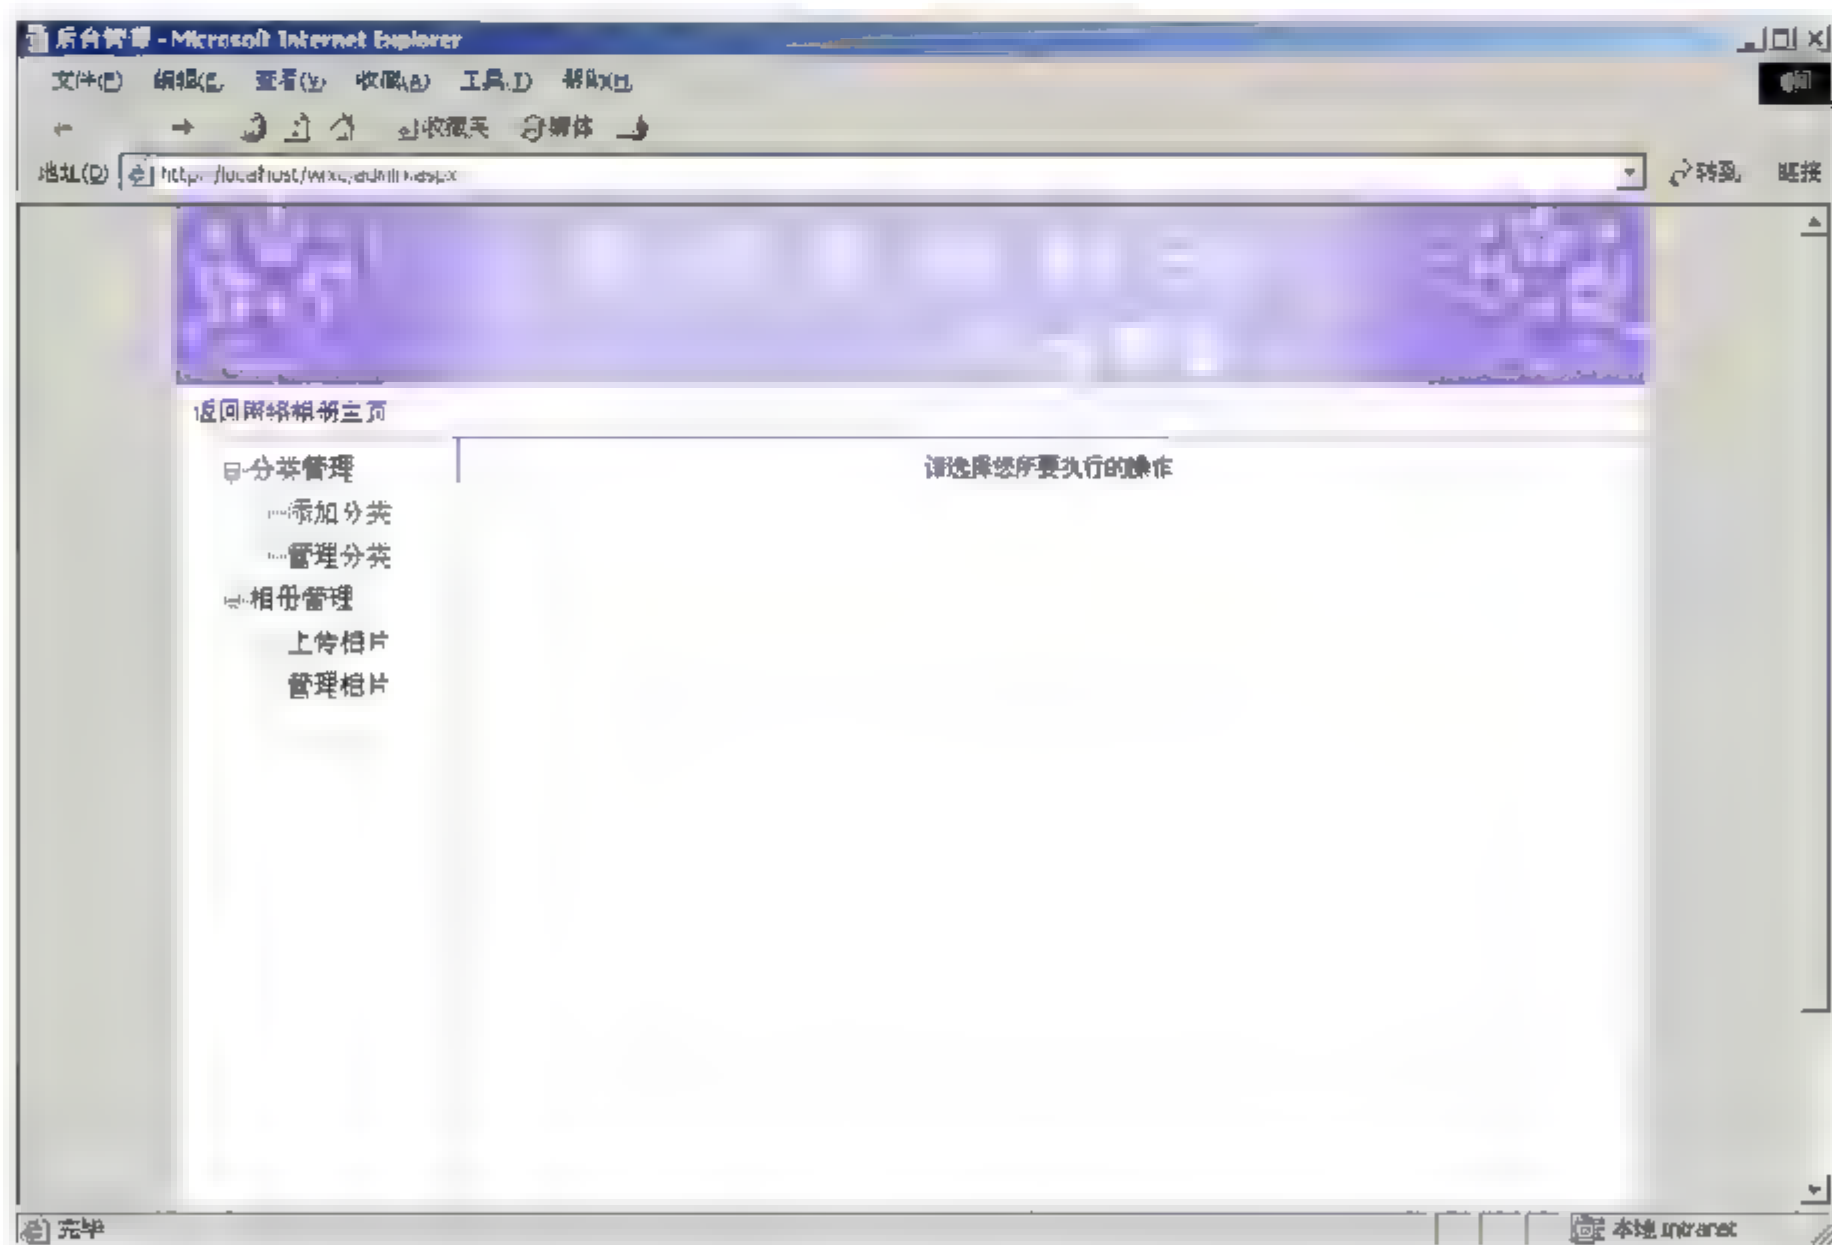 后台管理 - Microsoft Internet Explorer
文件(F) 编辑(E) 查看(V) 收藏(A) 工具(T) 帮助(H)
收藏夹 媒体
地址(D) 转到 链接
返回网络相册主页
分类管理 请选择您所要执行的操作
添加分类
管理分类
相册管理
上传相片
管理相片
完毕 本地 Intranet